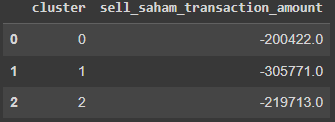 cluster sell_saham_transaction_amount
0 0 -200422.0
1 1 -305771.0
2 2 -219713.0